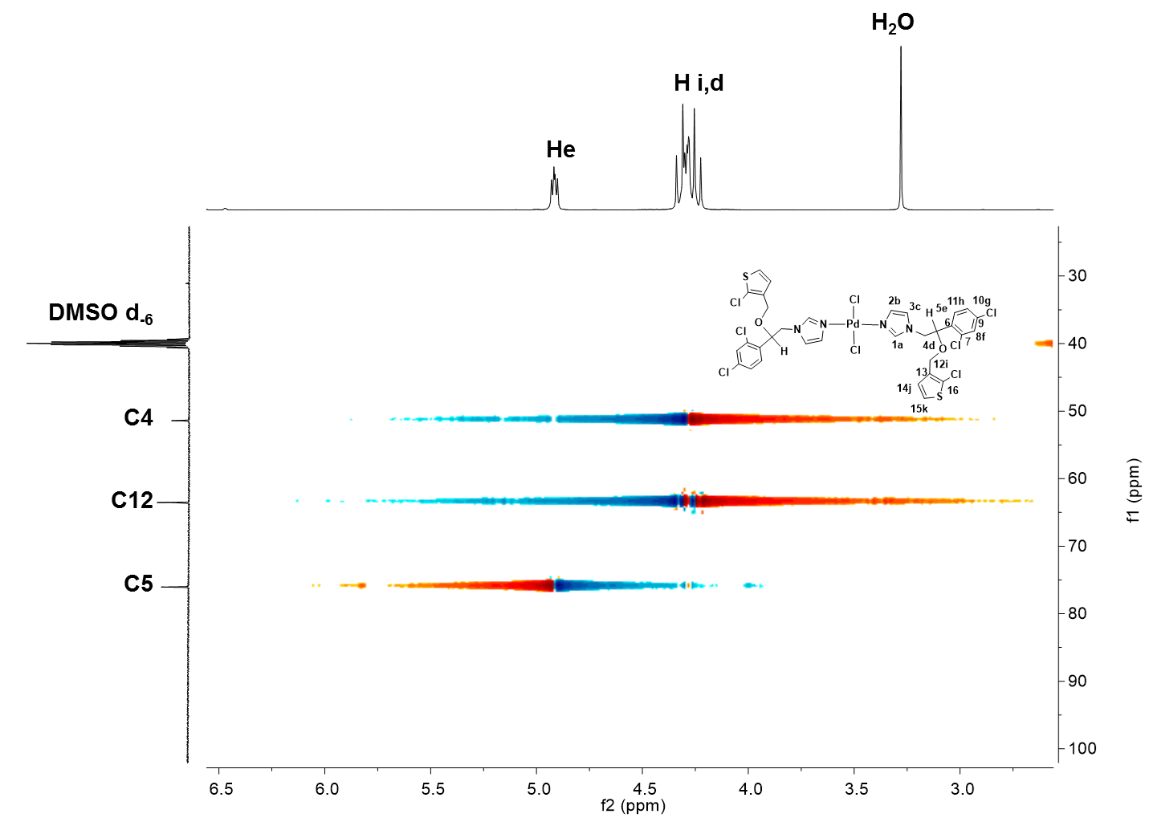 H2O
H i,d
He
DMSO d-6
C4
C12
C5
S
Cl
O
Cl
Cl
H
N
N
Cl
Pd
Cl
N
N
2b
3c
1a
H
5e
11h
10g
Cl
6
9
8f
7
Cl
4d
O
12i
13
Cl
14j
16
S
15k
30
40
50
60
70
80
90
100
f1 (ppm)
6.5 6.0 5.5 5.0 4.5 4.0 3.5 3.0
f2 (ppm)